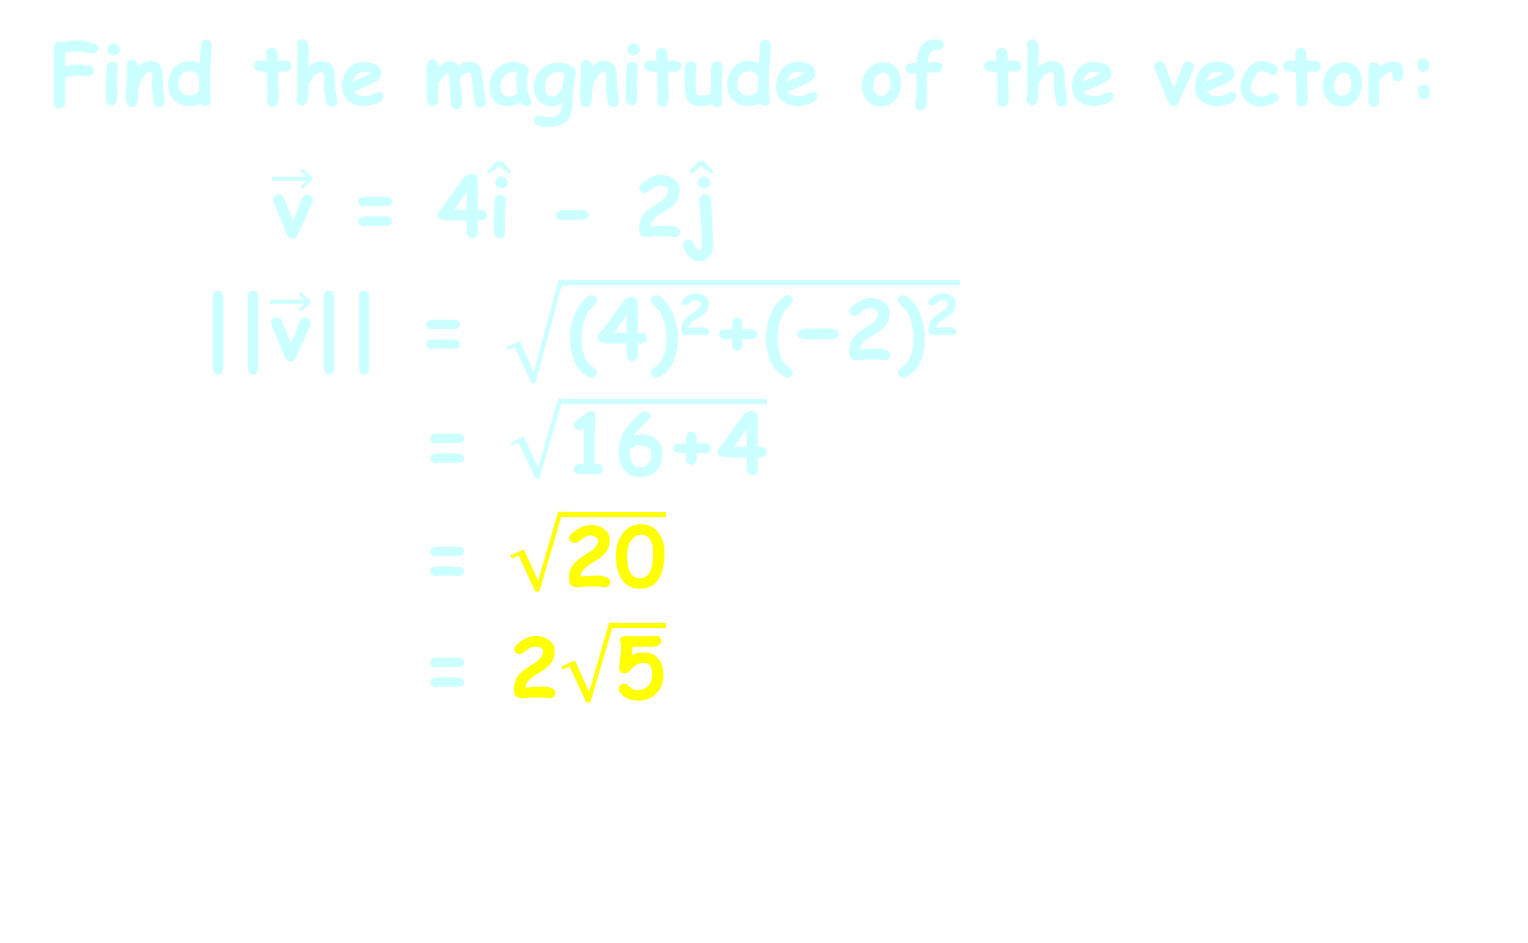 Find the magnitude of the vector:
v⃗ = 4î - 2ĵ
||v⃗|| = √(4)²+(−2)²
= √16+4
= √20
= 2√5